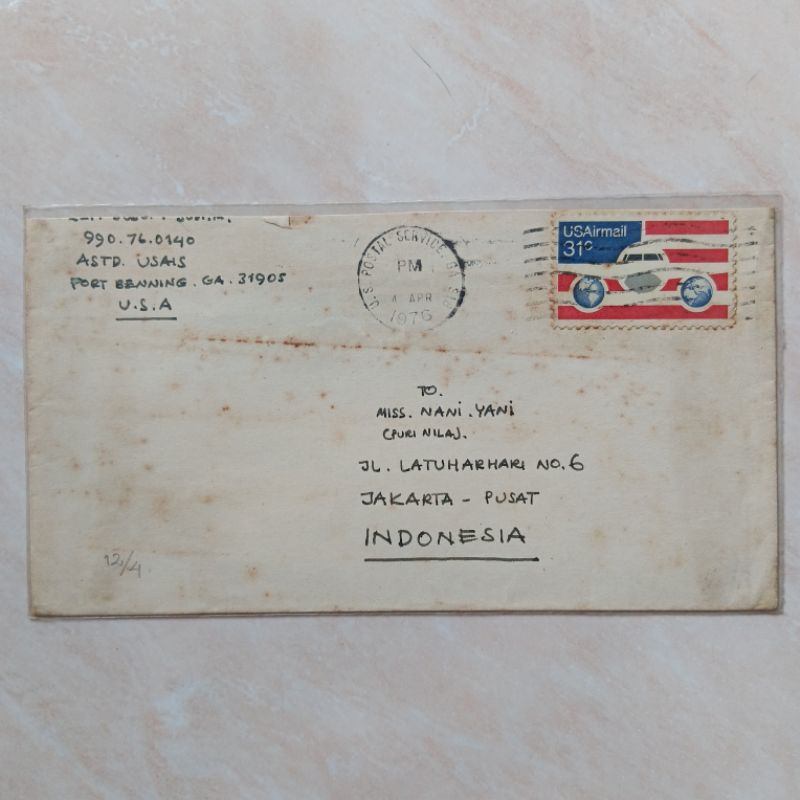 990.76.0140
ASTD. USAIS
FORT BENNING. GA. 31905
U.S.A
U.S. POSTAL SERVICE,
PM
4 APR
1976
USAirmail
31c
TO.
MISS. NANI. YANI
(PURI NILA).
JL. LATUHARHARI NO. 6
JAKARTA - PUSAT
INDONESIA
12/4